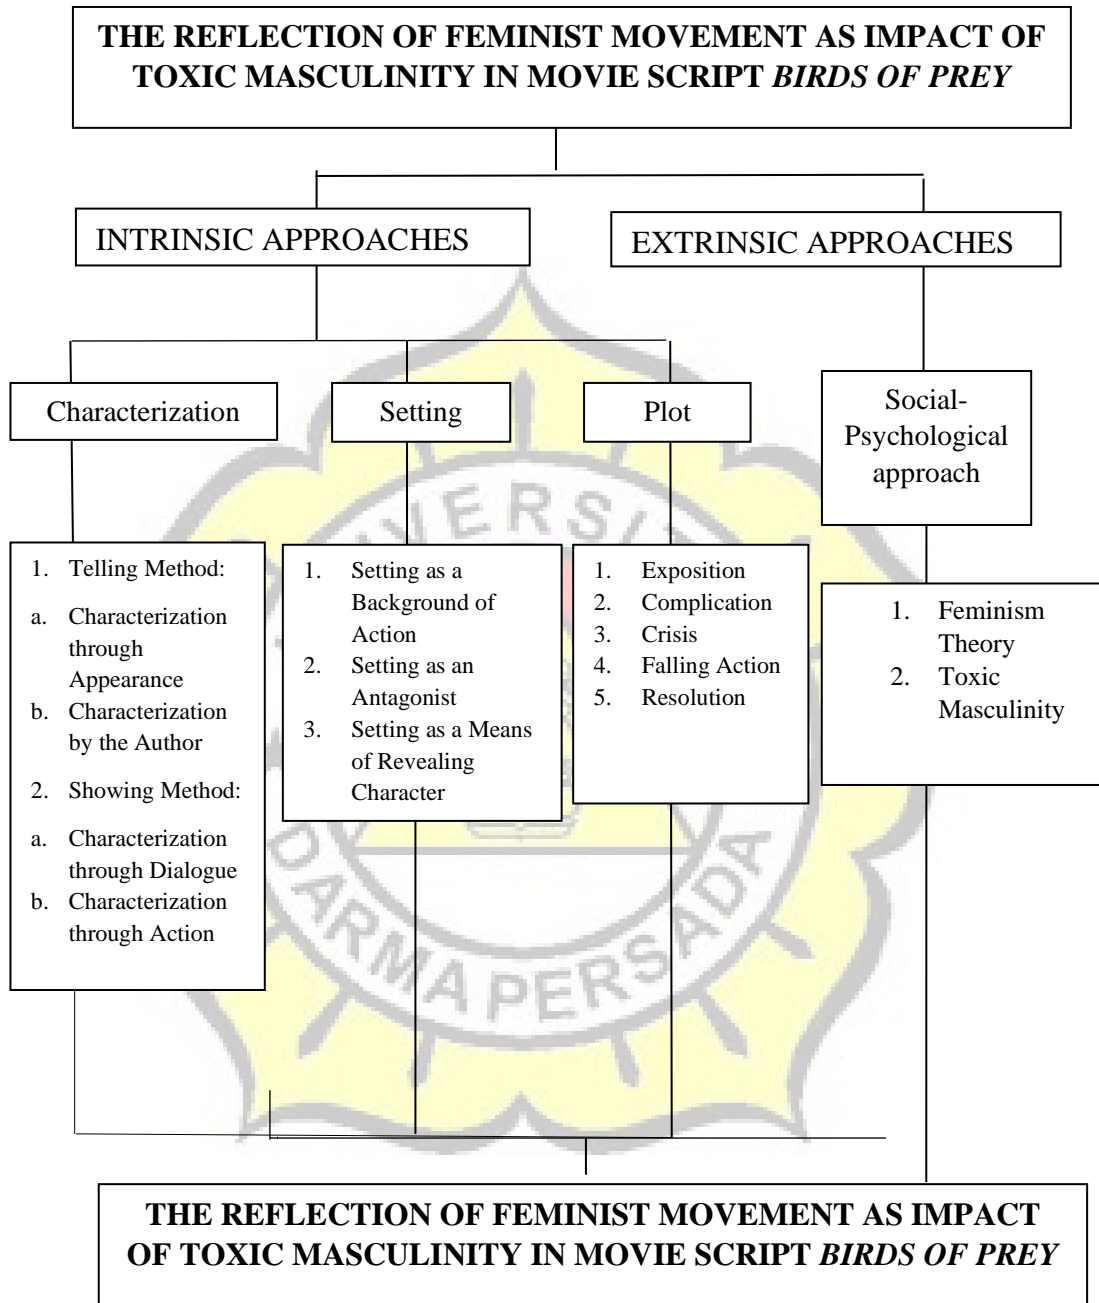 THE REFLECTION OF FEMINIST MOVEMENT AS IMPACT OF
TOXIC MASCULINITY IN MOVIE SCRIPT BIRDS OF PREY
INTRINSIC APPROACHES
EXTRINSIC APPROACHES
Characterization
Setting
Plot
Social-
Psychological
approach
1. Telling Method:
a. Characterization
through
Appearance
b. Characterization
by the Author
2. Showing Method:
a. Characterization
through Dialogue
b. Characterization
through Action
1. Setting as a
Background of
Action
2. Setting as an
Antagonist
3. Setting as a Means
of Revealing
Character
1. Exposition
2. Complication
3. Crisis
4. Falling Action
5. Resolution
1. Feminism
Theory
2. Toxic
Masculinity
DARMA PERSADA
THE REFLECTION OF FEMINIST MOVEMENT AS IMPACT
OF TOXIC MASCULINITY IN MOVIE SCRIPT BIRDS OF PREY